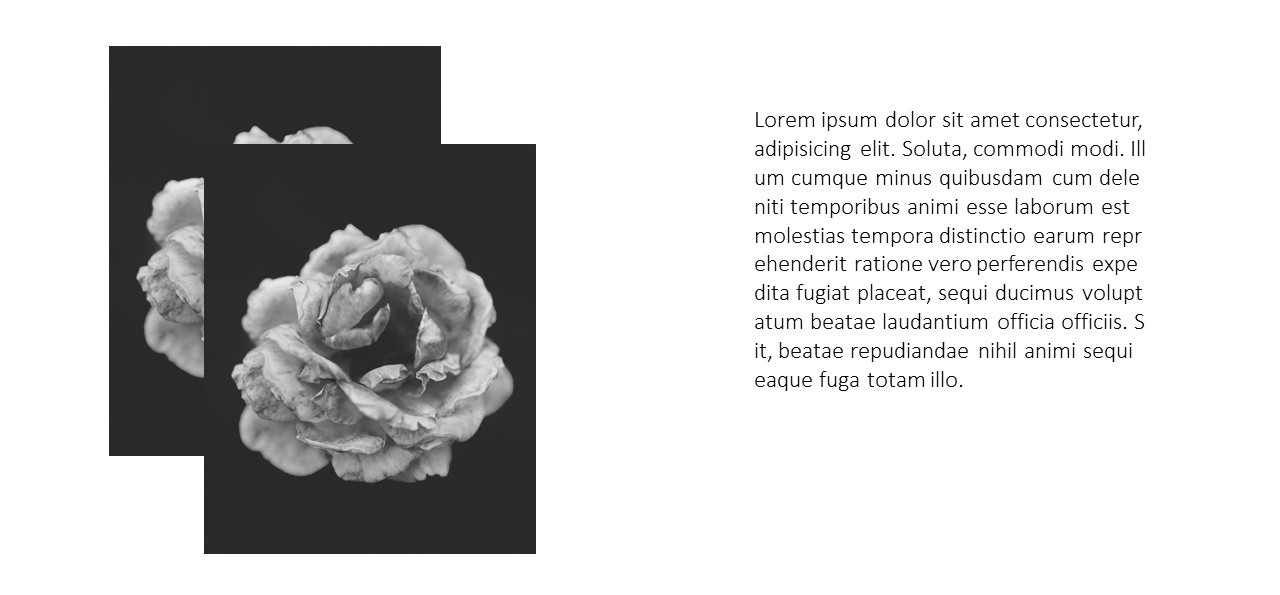 Lorem ipsum dolor sit amet consectetur,
adipisicing elit. Soluta, commodi modi. Ill
um cumque minus quibusdam cum dele
niti temporibus animi esse laborum est
molestias tempora distinctio earum repr
ehenderit ratione vero perferendis expe
dita fugiat placeat, sequi ducimus volupt
atum beatae laudantium officia officiis. S
it, beatae repudiandae nihil animi sequi
eaque fuga totam illo.